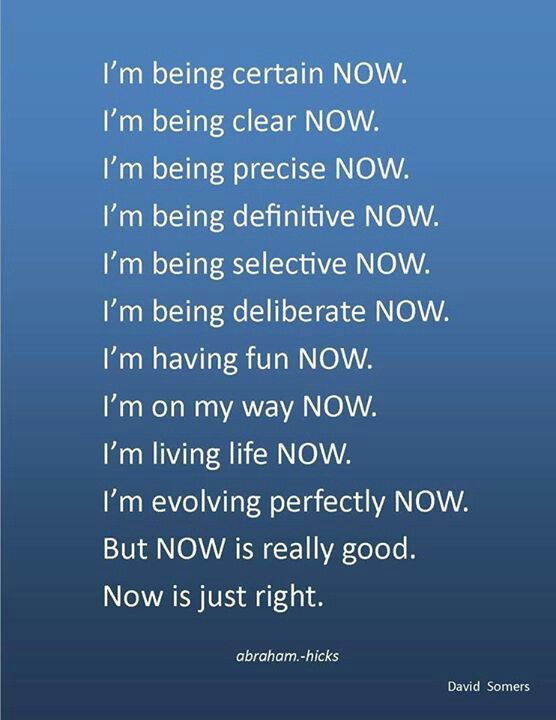 I’m being certain NOW.
I’m being clear NOW.
I’m being precise NOW.
I’m being definitive NOW.
I’m being selective NOW.
I’m being deliberate NOW.
I’m having fun NOW.
I’m on my way NOW.
I’m living life NOW.
I’m evolving perfectly NOW.
But NOW is really good.
Now is just right.
abraham.-hicks
David Somers